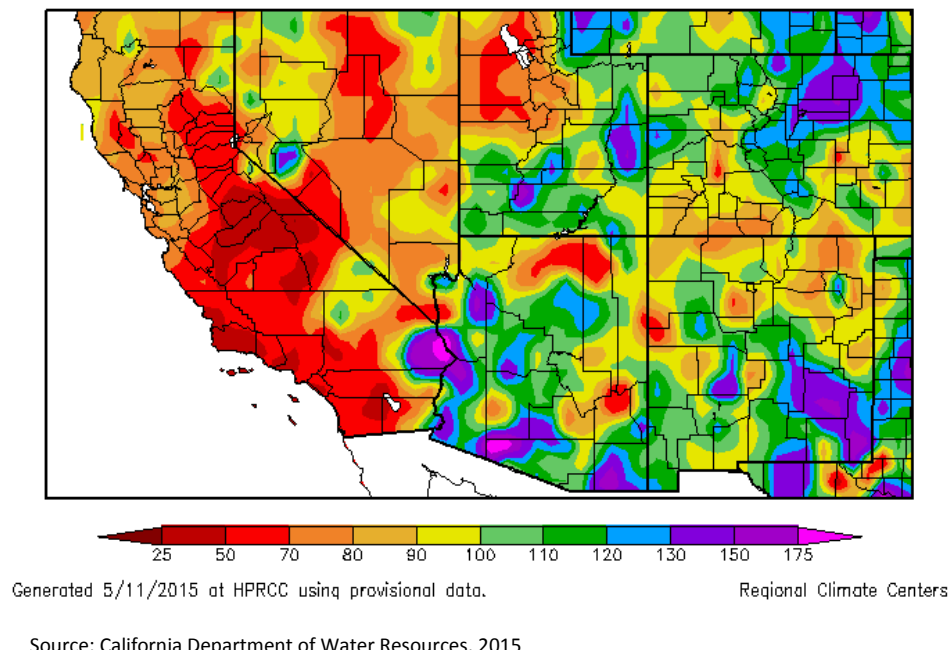 25 50 70 80 90 100 110 120 130 150 175
Generated 5/11/2015 at HPRCC using provisional data. Regional Climate Centers
Source: California Department of Water Resources, 2015